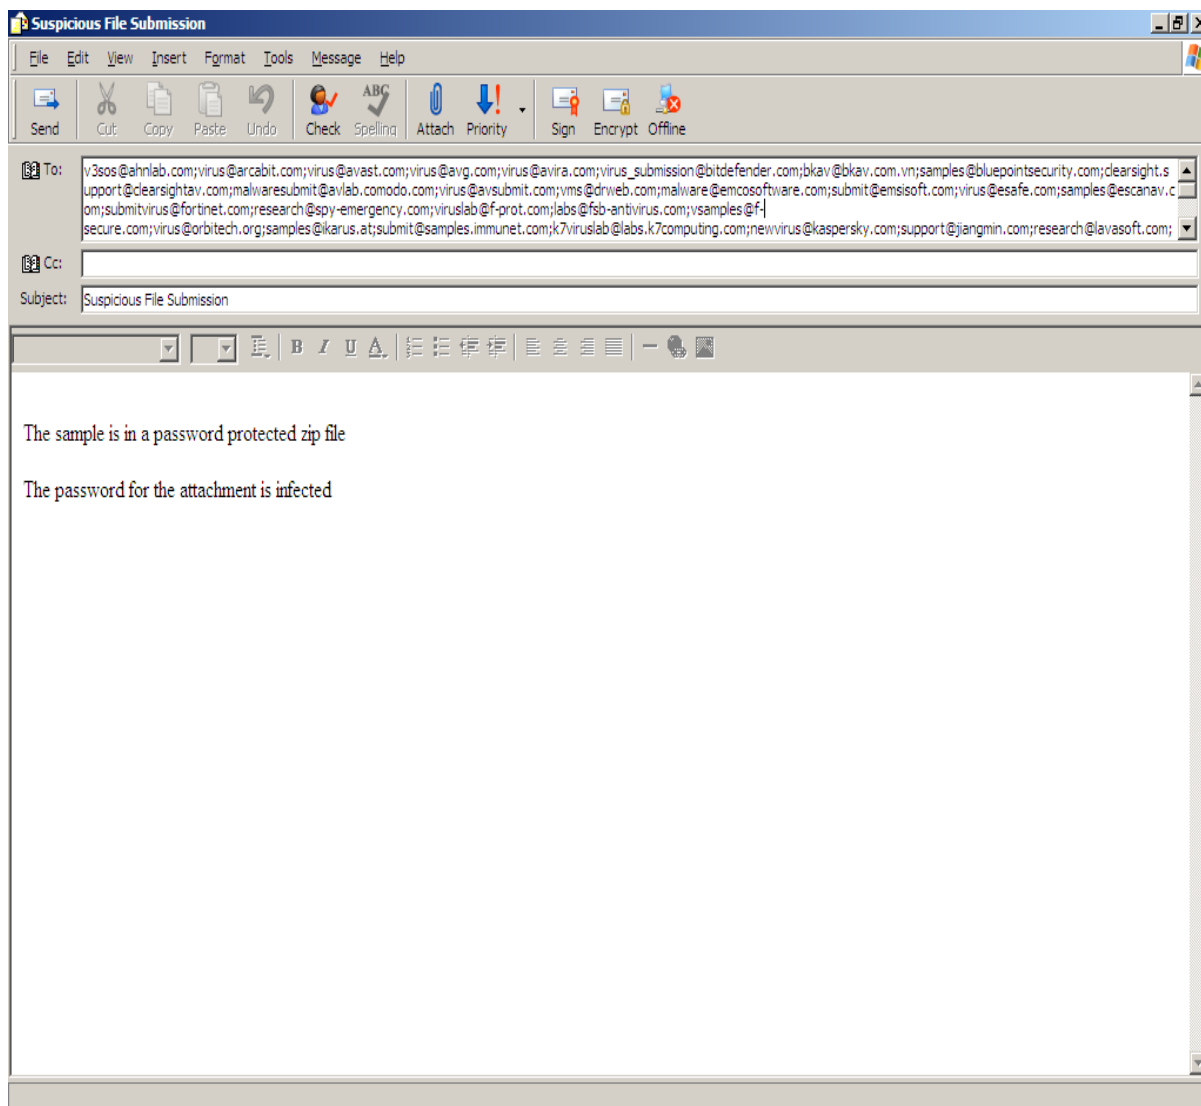 Suspicious File Submission
File Edit View Insert Format Tools Message Help
ABC
Send Cut Copy Paste Undo Check Spelling Attach Priority Sign Encrypt Offline
To: v3sos@ahnlab.com;virus@arcabit.com;virus@avast.com;virus@avg.com;virus@avira.com;virus_submission@bitdefender.com;bkav@bkav.com.vn;samples@bluepointsecurity.com;clearsight.s
upport@clearsightav.com;malwaresubmit@avlab.comodo.com;virus@avsubmit.com;vms@drweb.com;malware@emcosoftware.com;submit@emsisoft.com;virus@esafe.com;samples@escanav.c
om;submitvirus@fortinet.com;research@spy-emergency.com;viruslab@f-prot.com;labs@fsb-antivirus.com;vsamples@f-
secure.com;virus@orbitech.org;samples@ikarus.at;submit@samples.immunet.com;k7viruslab@labs.k7computing.com;newvirus@kaspersky.com;support@jiangmin.com;research@lavasoft.com;
Cc:
Subject: Suspicious File Submission
B I U A
The sample is in a password protected zip file
The password for the attachment is infected